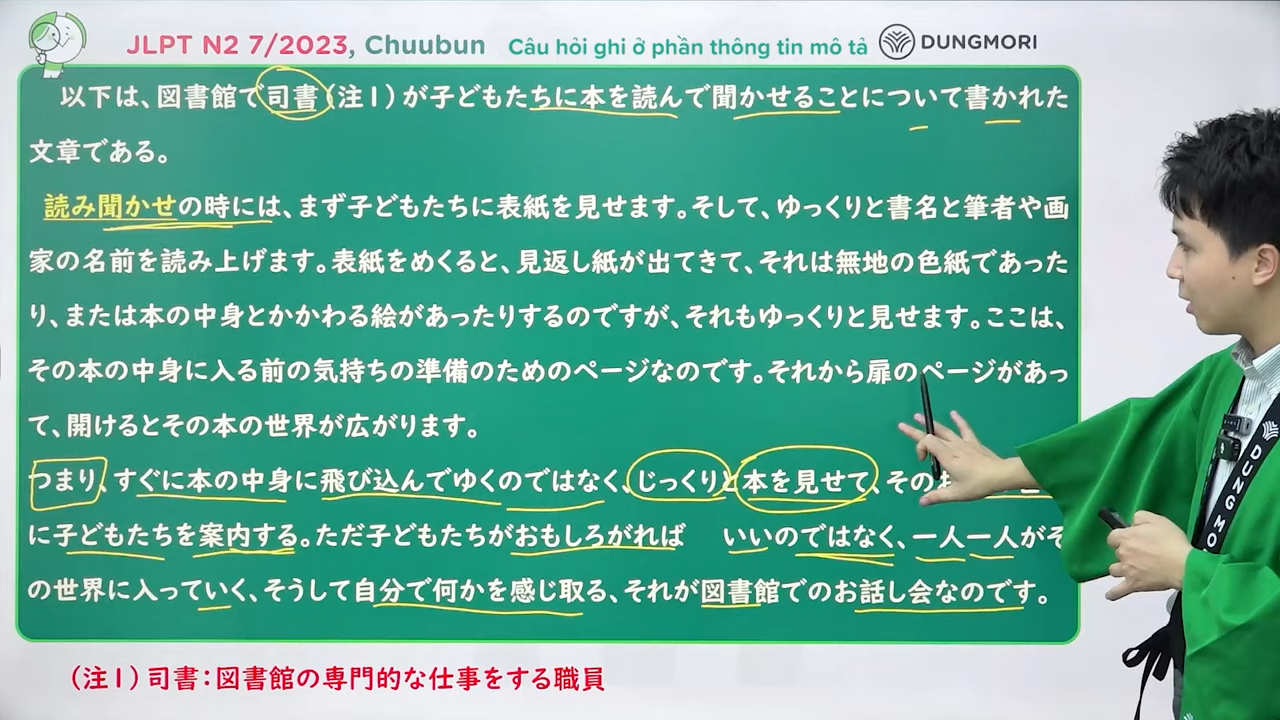 JLPT N2 7/2023, Chuubun Câu hỏi ghi ở phần thông tin mô tả DUNGMORI
以下は、図書館で司書(注1)が子どもたちに本を読んで聞かせることについて書かれた
文章である。
読み聞かせの時には、まず子どもたちに表紙を見せます。そして、ゆっくりと書名と筆者や画
家の名前を読み上げます。表紙をめくると、見返し紙が出てきて、それは無地の色紙であった
り、または本の中身とかかわる絵があったりするのですが、それもゆっくりと見せます。ここは、
その本の中身に入る前の気持ちの準備のためのページなのです。それから扉のページがあっ
て、開けるとその本の世界が広がります。
つまり、すぐに本の中身に飛び込んでゆくのではなく、じっくりと本を見せて、その
に子どもたちを案内する。ただ子どもたちがおもしろがれば いいのではなく、一人一人がそ
の世界に入っていく、そうして自分で何かを感じ取る、それが図書館でのお話し会なのです。
(注1)司書:図書館の専門的な仕事をする職員
DUNG MO